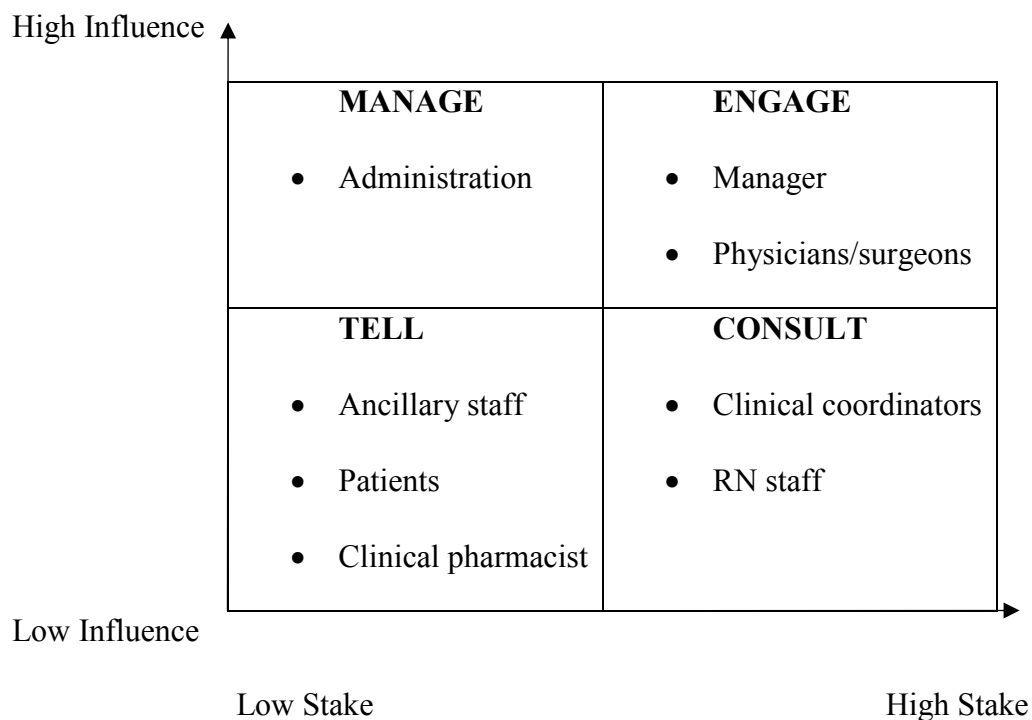 High Influence
MANAGE
• Administration
ENGAGE
• Manager
• Physicians/surgeons
TELL
• Ancillary staff
• Patients
• Clinical pharmacist
CONSULT
• Clinical coordinators
• RN staff
Low Influence
Low Stake
High Stake